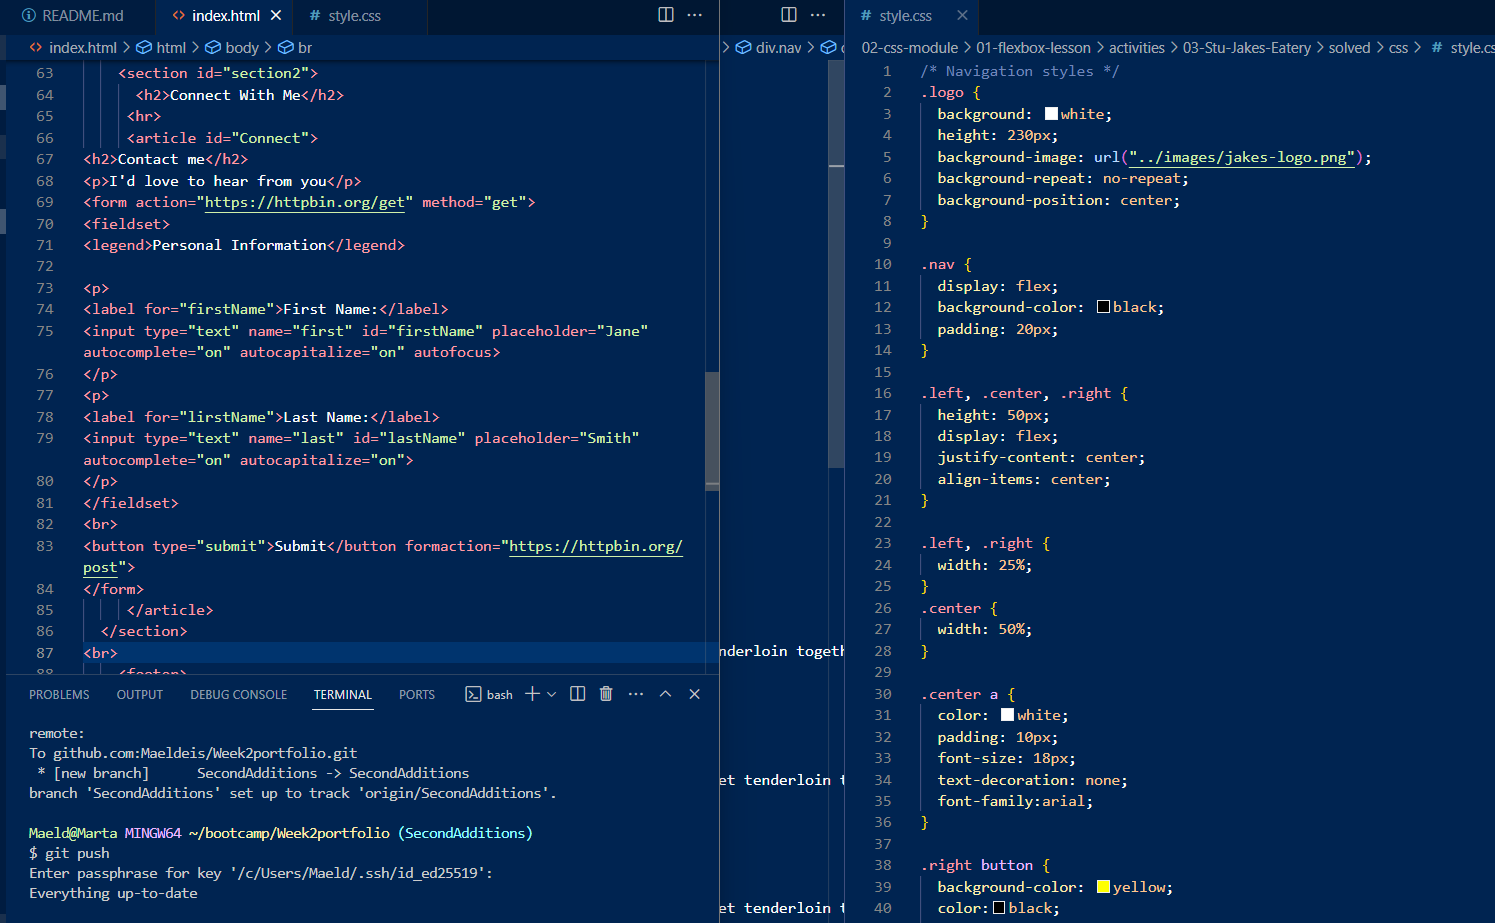 README.md
index.html
style.css
index.html > html > body > br
63 <section id="section2">
64 <h2>Connect With Me</h2>
65 <hr>
66 <article id="Connect">
67 <h2>Contact me</h2>
68 <p>I'd love to hear from you</p>
69 <form action="https://httpbin.org/get" method="get">
70 <fieldset>
71 <legend>Personal Information</legend>
72
73 <p>
74 <label for="firstName">First Name:</label>
75 <input type="text" name="first" id="firstName" placeholder="Jane"
autocomplete="on" autocapitalize="on" autofocus>
76 </p>
77 <p>
78 <label for="lirstName">Last Name:</label>
79 <input type="text" name="last" id="lastName" placeholder="Smith"
autocomplete="on" autocapitalize="on">
80 </p>
81 </fieldset>
82 <br>
83 <button type="submit">Submit</button formaction="https://httpbin.org/
post">
84 </form>
85 </article>
86 </section>
87 <br>
88 <footer>
PROBLEMS OUTPUT DEBUG CONSOLE TERMINAL PORTS bash
remote:
To github.com:Maeldeis/Week2portfolio.git
* [new branch] SecondAdditions -> SecondAdditions
branch 'SecondAdditions' set up to track 'origin/SecondAdditions'.
Maeld@Marta MINGW64 ~/bootcamp/Week2portfolio (SecondAdditions)
$ git push
Enter passphrase for key '/c/Users/Maeld/.ssh/id_ed25519':
Everything up-to-date
> div.nav >
nderloin togeth
et tenderloin t
et tenderloin t
style.css
02-css-module > 01-flexbox-lesson > activities > 03-Stu-Jakes-Eatery > solved > css > # style.cs
1 /* Navigation styles */
2 .logo {
3 background: white;
4 height: 230px;
5 background-image: url("../images/jakes-logo.png");
6 background-repeat: no-repeat;
7 background-position: center;
8 }
9
10 .nav {
11 display: flex;
12 background-color: black;
13 padding: 20px;
14 }
15
16 .left, .center, .right {
17 height: 50px;
18 display: flex;
19 justify-content: center;
20 align-items: center;
21 }
22
23 .left, .right {
24 width: 25%;
25 }
26 .center {
27 width: 50%;
28 }
29
30 .center a {
31 color: white;
32 padding: 10px;
33 font-size: 18px;
34 text-decoration: none;
35 font-family:arial;
36 }
37
38 .right button {
39 background-color: yellow;
40 color: black;